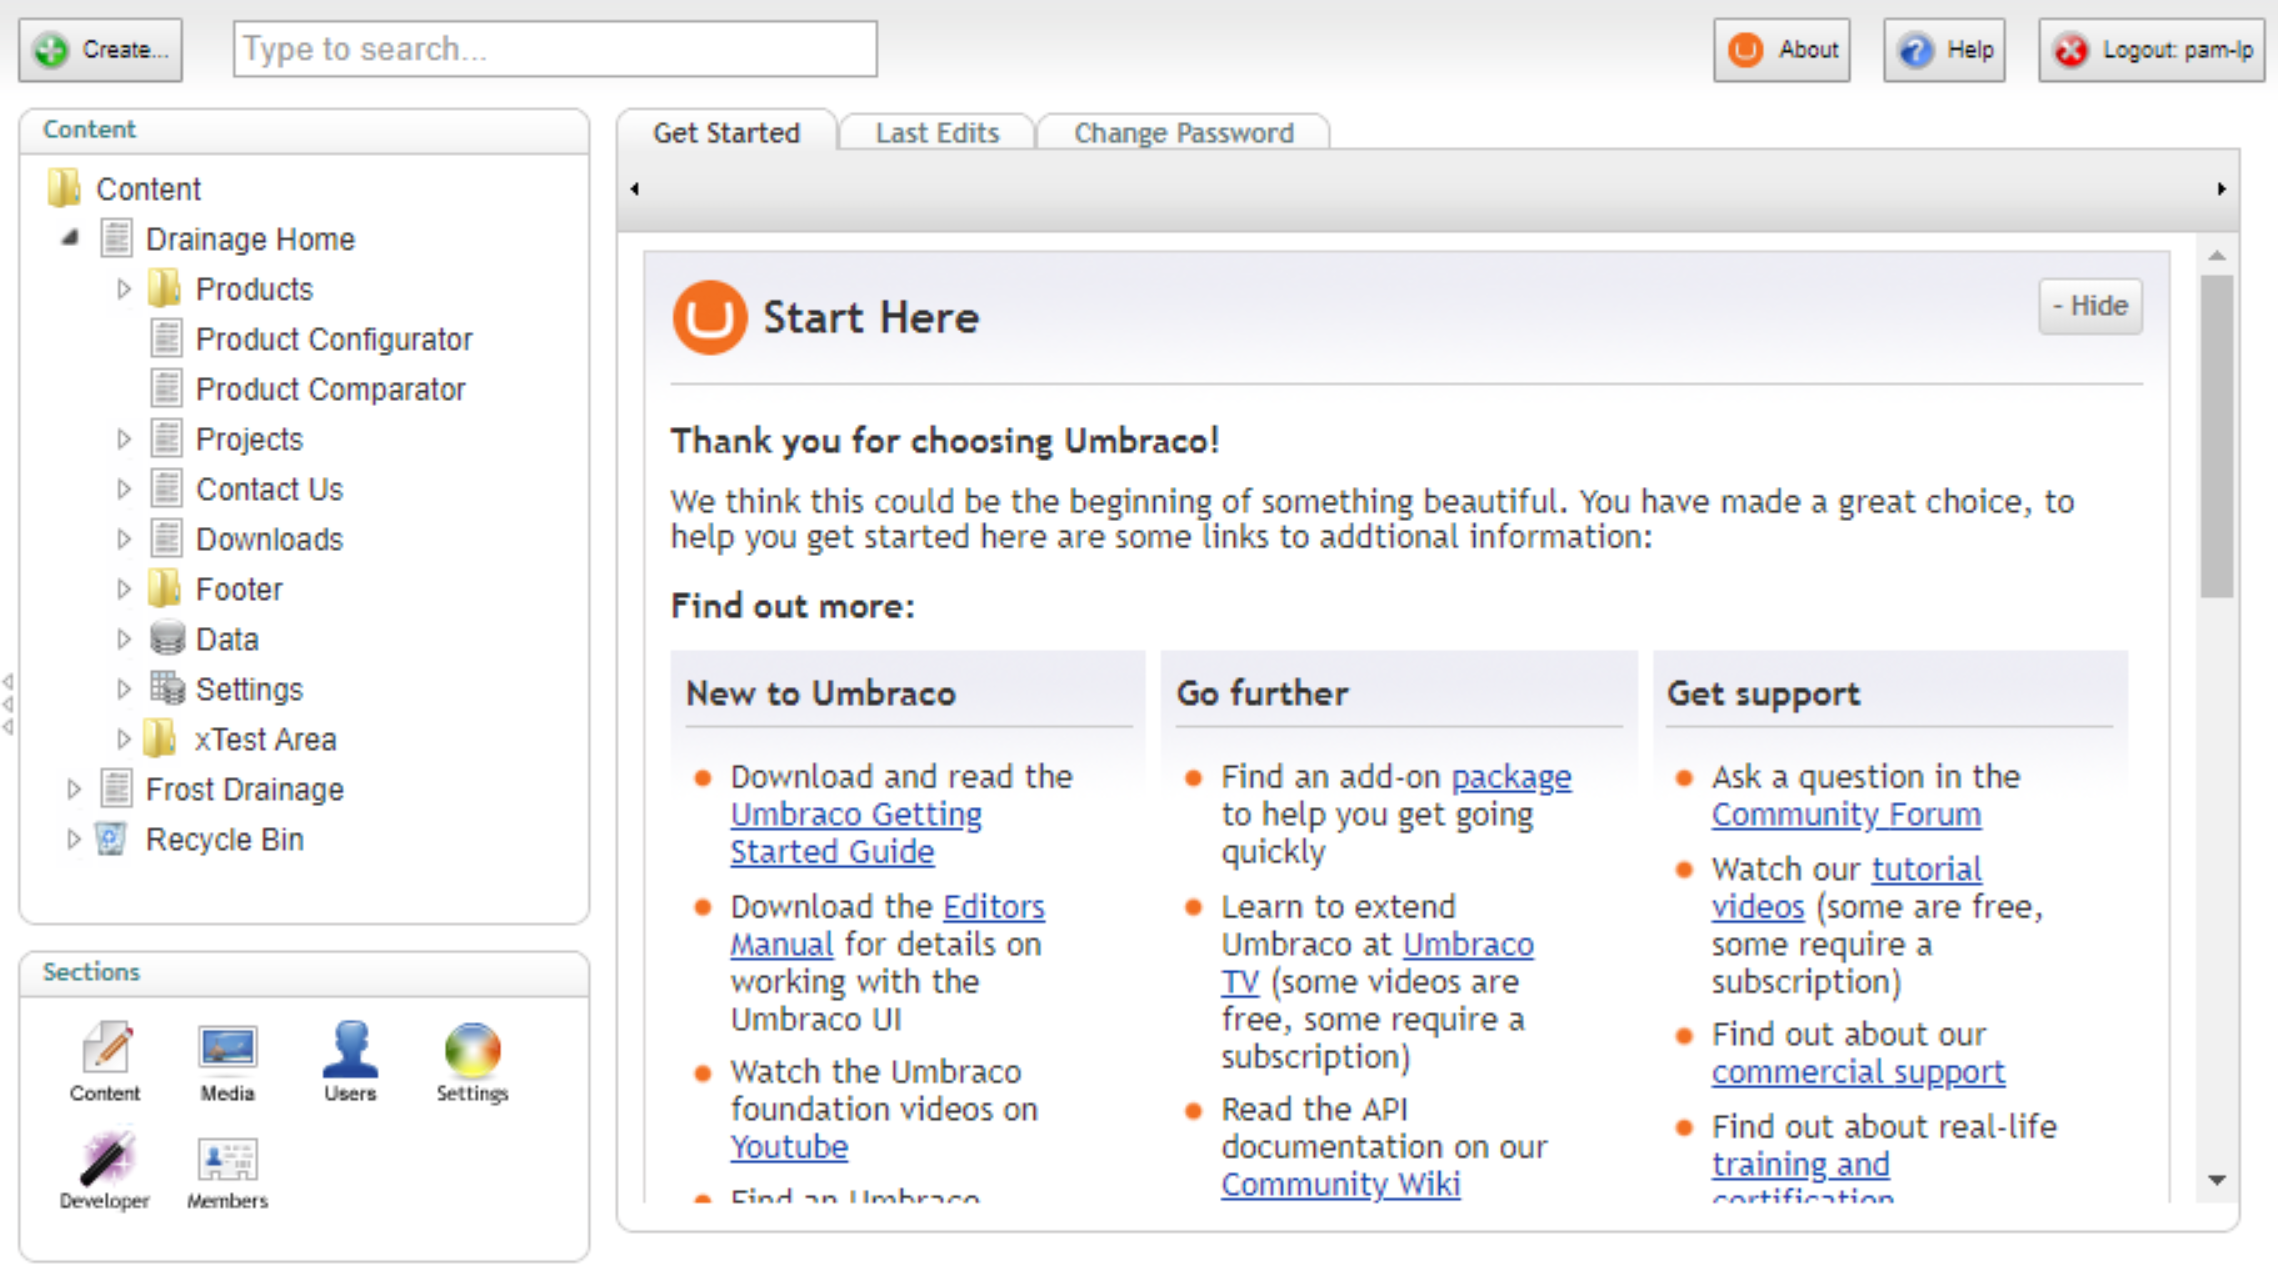 Create...
Type to search...
About
Help
Logout: pam-lp
Content
Content
Drainage Home
Products
Product Configurator
Product Comparator
Projects
Contact Us
Downloads
Footer
Data
Settings
xTest Area
Frost Drainage
Recycle Bin
Sections
Content
Media
Users
Settings
Developer
Members
Get Started
Last Edits
Change Password
Start Here
- Hide
Thank you for choosing Umbraco!
We think this could be the beginning of something beautiful. You have made a great choice, to
help you get started here are some links to addtional information:
Find out more:
New to Umbraco
Download and read the
Umbraco Getting
Started Guide
Download the Editors
Manual for details on
working with the
Umbraco UI
Watch the Umbraco
foundation videos on
Youtube
Find an Umbraco
Go further
Find an add-on package
to help you get going
quickly
Learn to extend
Umbraco at Umbraco
TV (some videos are
free, some require a
subscription)
Read the API
documentation on our
Community Wiki
Get support
Ask a question in the
Community Forum
Watch our tutorial
videos (some are free,
some require a
subscription)
Find out about our
commercial support
Find out about real-life
training and
certification